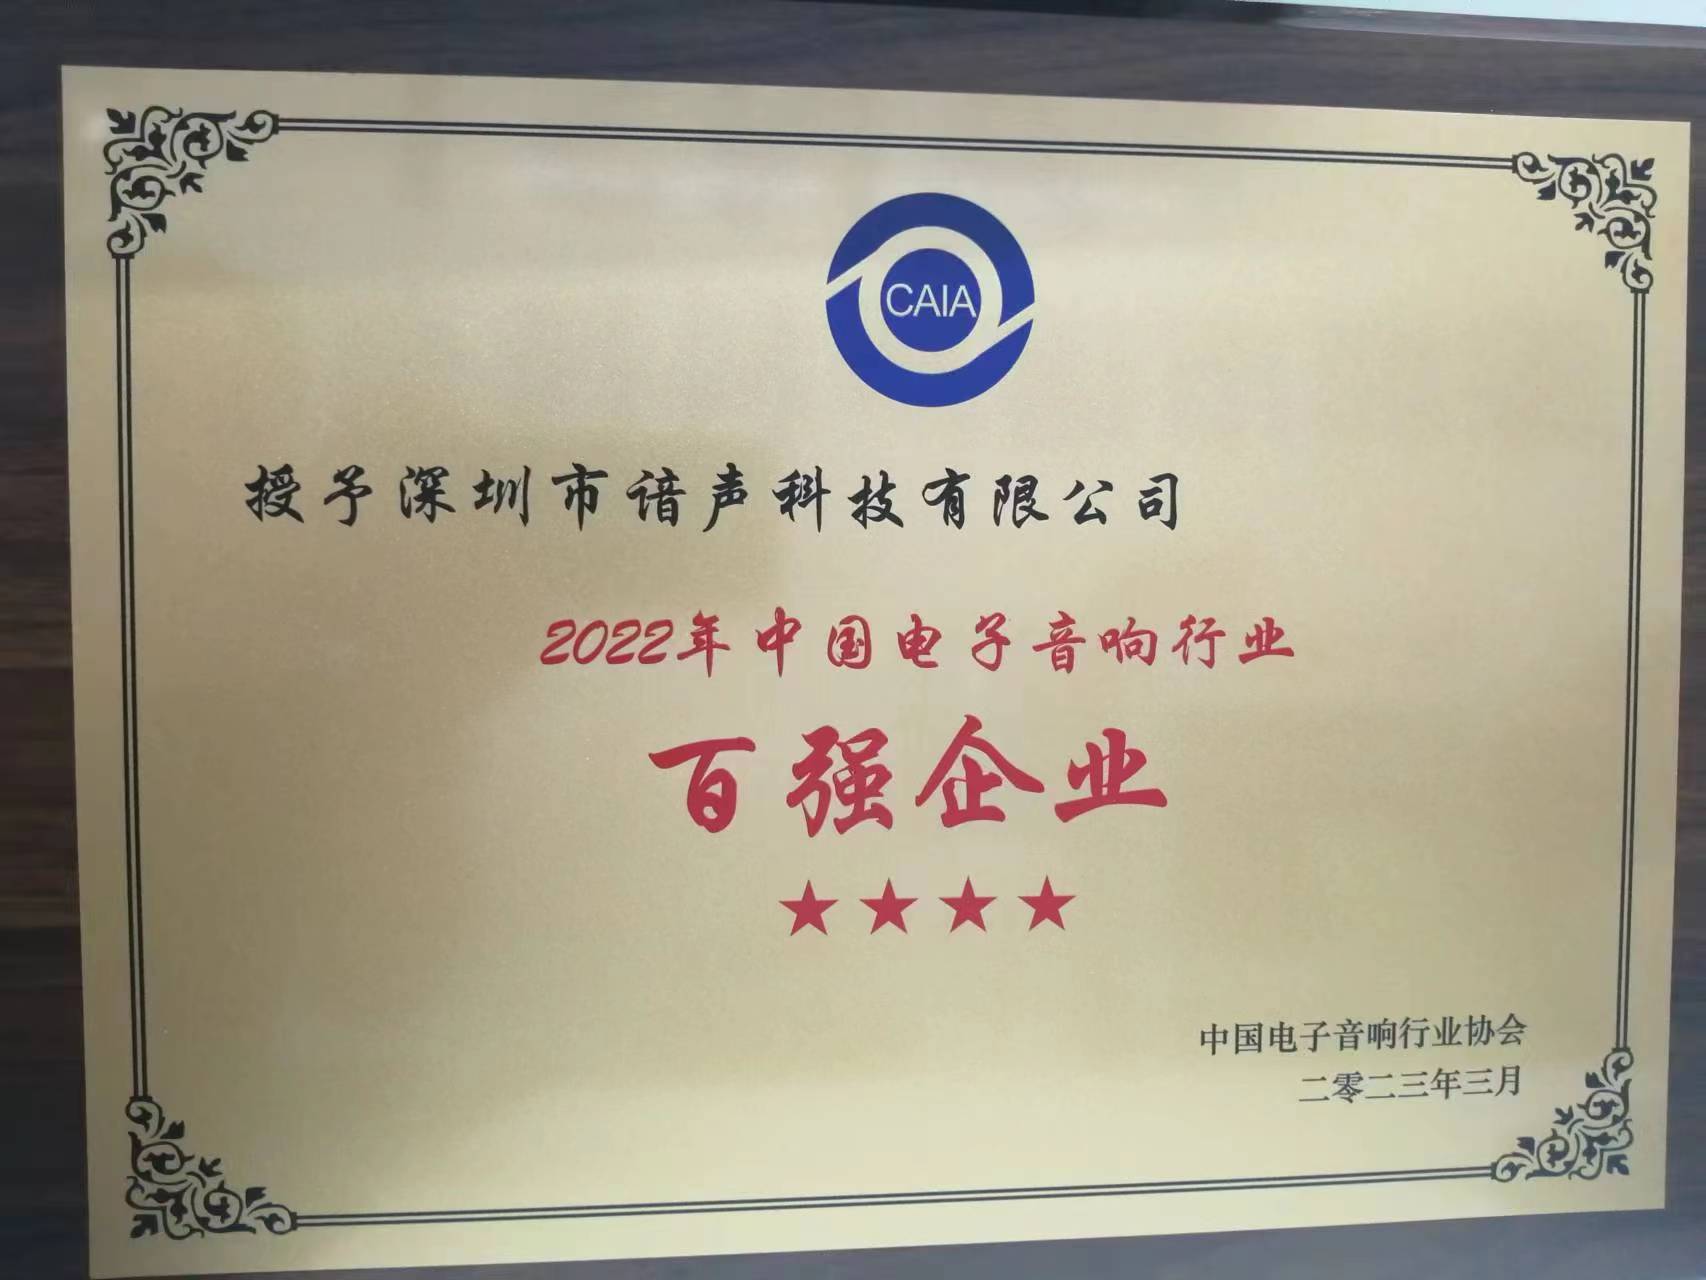 CAIA
授予深圳市谙声科技有限公司
2022年中国电子音响行业
百强企业
★★★★
中国电子音响行业协会
二零二三年三月